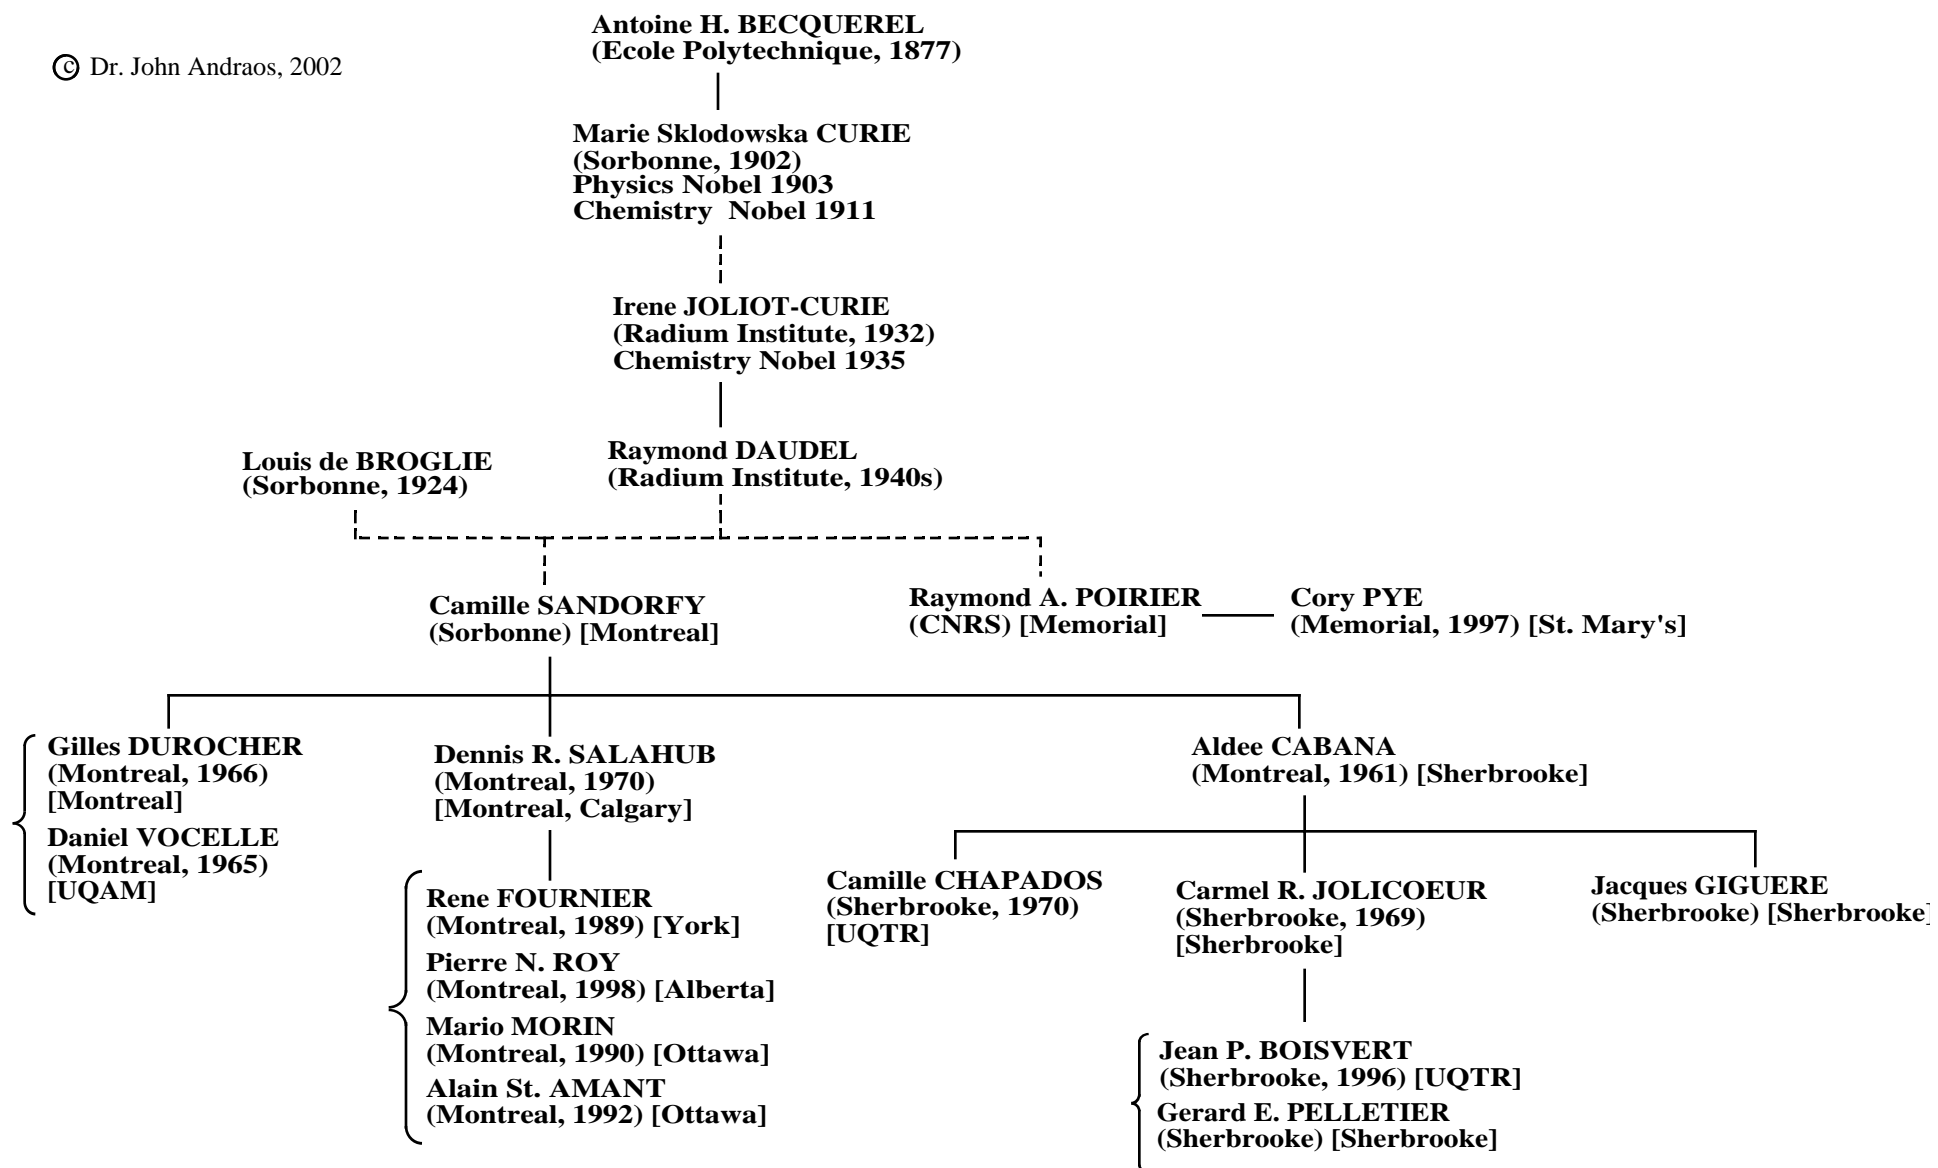 Antoine H. BECQUEREL
(Ecole Polytechnique, 1877)
© Dr. John Andraos, 2002
Marie Sklodowska CURIE
(Sorbonne, 1902)
Physics Nobel 1903
Chemistry Nobel 1911
Irene JOLIOT-CURIE
(Radium Institute, 1932)
Chemistry Nobel 1935
Louis de BROGLIE
(Sorbonne, 1924)
Raymond DAUDEL
(Radium Institute, 1940s)
Camille SANDORFY
(Sorbonne) [Montreal]
Raymond A. POIRIER
(CNRS) [Memorial]
Cory PYE
(Memorial, 1997) [St. Mary's]
Gilles DUROCHER
(Montreal, 1966)
[Montreal]
Daniel VOCELLE
(Montreal, 1965)
[UQAM]
Dennis R. SALAHUB
(Montreal, 1970)
[Montreal, Calgary]
Aldee CABANA
(Montreal, 1961) [Sherbrooke]
Rene FOURNIER
(Montreal, 1989) [York]
Pierre N. ROY
(Montreal, 1998) [Alberta]
Mario MORIN
(Montreal, 1990) [Ottawa]
Alain St. AMANT
(Montreal, 1992) [Ottawa]
Camille CHAPADOS
(Sherbrooke, 1970)
[UQTR]
Carmel R. JOLICOEUR
(Sherbrooke, 1969)
[Sherbrooke]
Jacques GIGUERE
(Sherbrooke) [Sherbrooke]
Jean P. BOISVERT
(Sherbrooke, 1996) [UQTR]
Gerard E. PELLETIER
(Sherbrooke) [Sherbrooke]